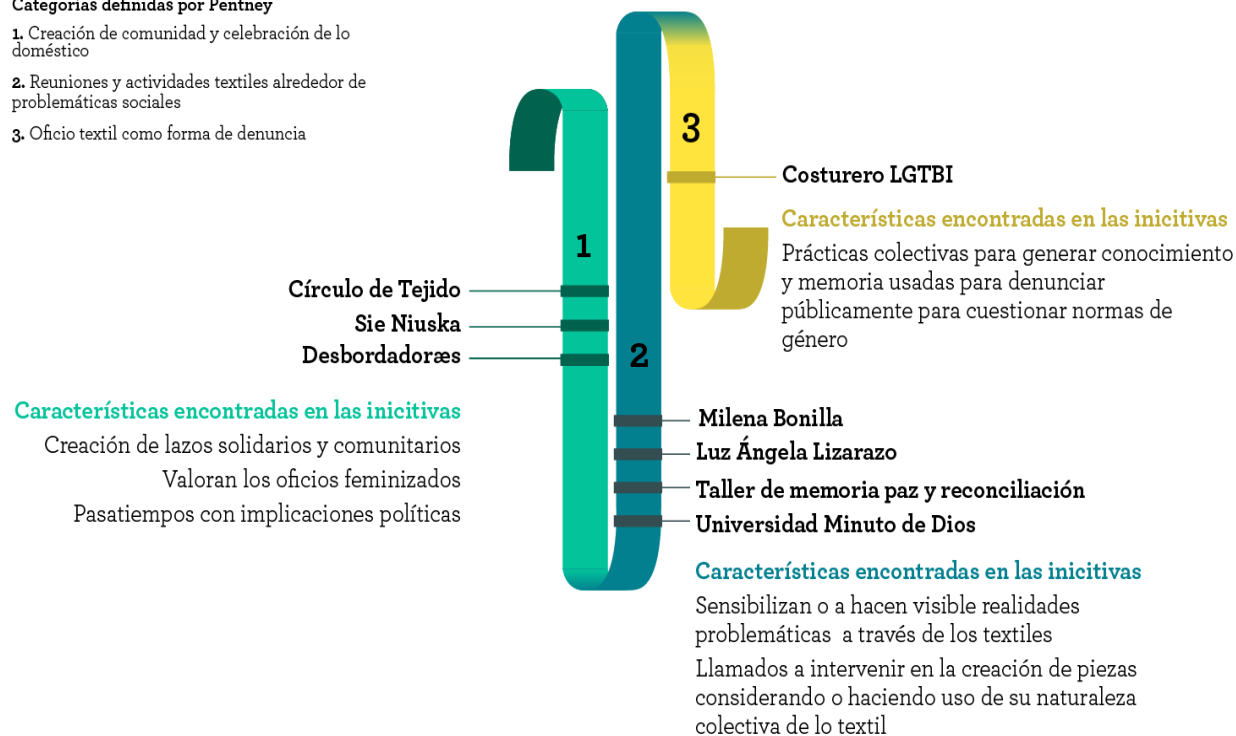 Categorías definidas por Pentney
1. Creación de comunidad y celebración de lo
doméstico
2. Reuniones y actividades textiles alrededor de
problemáticas sociales
3. Oficio textil como forma de denuncia
1
Círculo de Tejido
Sie Niuska
Desbordadoræs
Características encontradas en las inicitivas
Creación de lazos solidarios y comunitarios
Valoran los oficios feminizados
Pasatiempos con implicaciones políticas
2
Milena Bonilla
Luz Ángela Lizarazo
Taller de memoria paz y reconciliación
Universidad Minuto de Dios
Características encontradas en las inicitivas
Sensibilizan o a hacen visible realidades
problemáticas a través de los textiles
Llamados a intervenir en la creación de piezas
considerando o haciendo uso de su naturaleza
colectiva de lo textil
3
Costurero LGTBI
Características encontradas en las inicitivas
Prácticas colectivas para generar conocimiento
y memoria usadas para denunciar
públicamente para cuestionar normas de
género